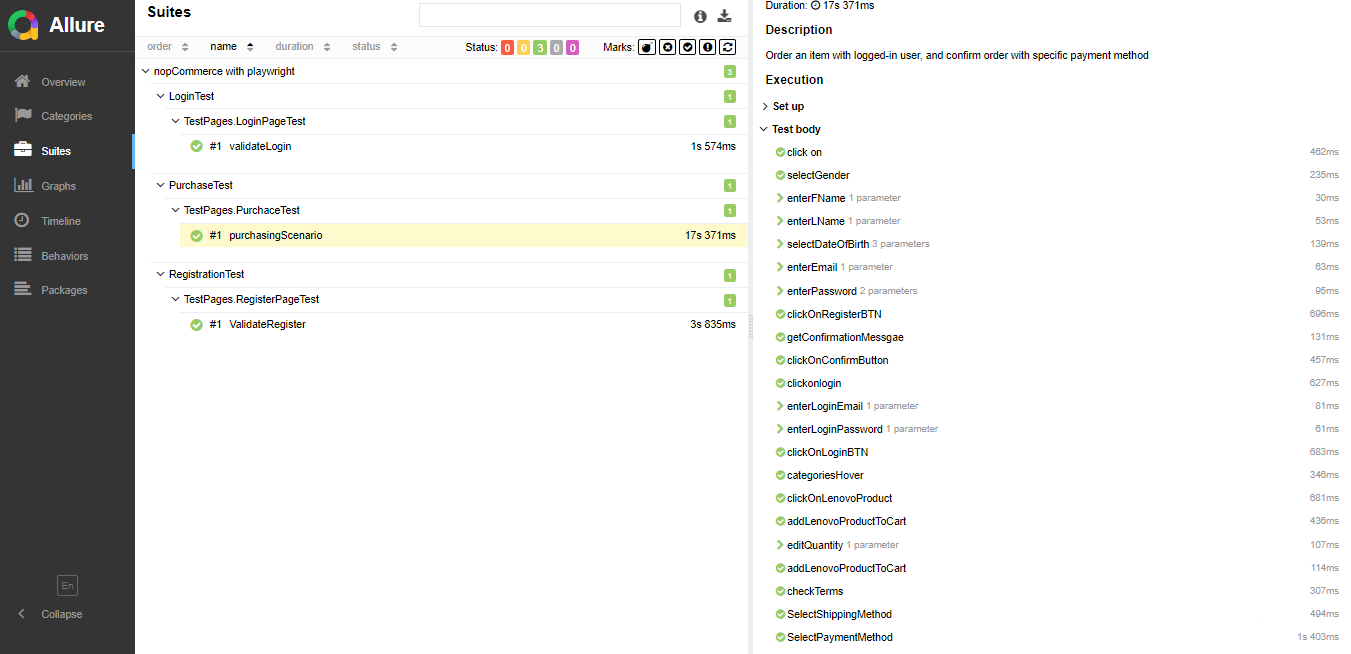 Allure
Overview
Categories
Suites
Graphs
Timeline
Behaviors
Packages
En
Collapse
Suites
order name duration status Status: 0 0 3 0 0 Marks:
nopCommerce with playwright 3
LoginTest 1
TestPages.LoginPageTest 1
#1 validateLogin 1s 574ms
PurchaseTest 1
TestPages.PurchaceTest 1
#1 purchasingScenario 17s 371ms
RegistrationTest 1
TestPages.RegisterPageTest 1
#1 ValidateRegister 3s 835ms
Duration: 17s 371ms
Description
Order an item with logged-in user, and confirm order with specific payment method
Execution
Set up
Test body
click on 462ms
selectGender 235ms
enterFName 1 parameter 30ms
enterLName 1 parameter 53ms
selectDateOfBirth 3 parameters 139ms
enterEmail 1 parameter 63ms
enterPassword 2 parameters 95ms
clickOnRegisterBTN 696ms
getConfirmationMessgae 131ms
clickOnConfirmButton 457ms
clickonlogin 627ms
enterLoginEmail 1 parameter 81ms
enterLoginPassword 1 parameter 61ms
clickOnLoginBTN 683ms
categoriesHover 346ms
clickOnLenovoProduct 681ms
addLenovoProductToCart 436ms
editQuantity 1 parameter 107ms
addLenovoProductToCart 114ms
checkTerms 307ms
SelectShippingMethod 494ms
SelectPaymentMethod 1s 403ms